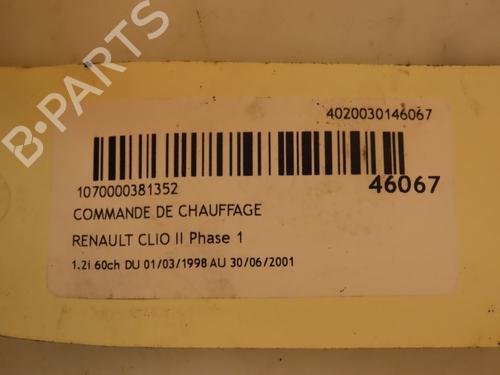 B-PARTS
4020030146067
1070000381352
46067
COMMANDE DE CHAUFFAGE
RENAULT CLIO II Phase 1
1.2i 60ch DU 01/03/1998 AU 30/06/2001